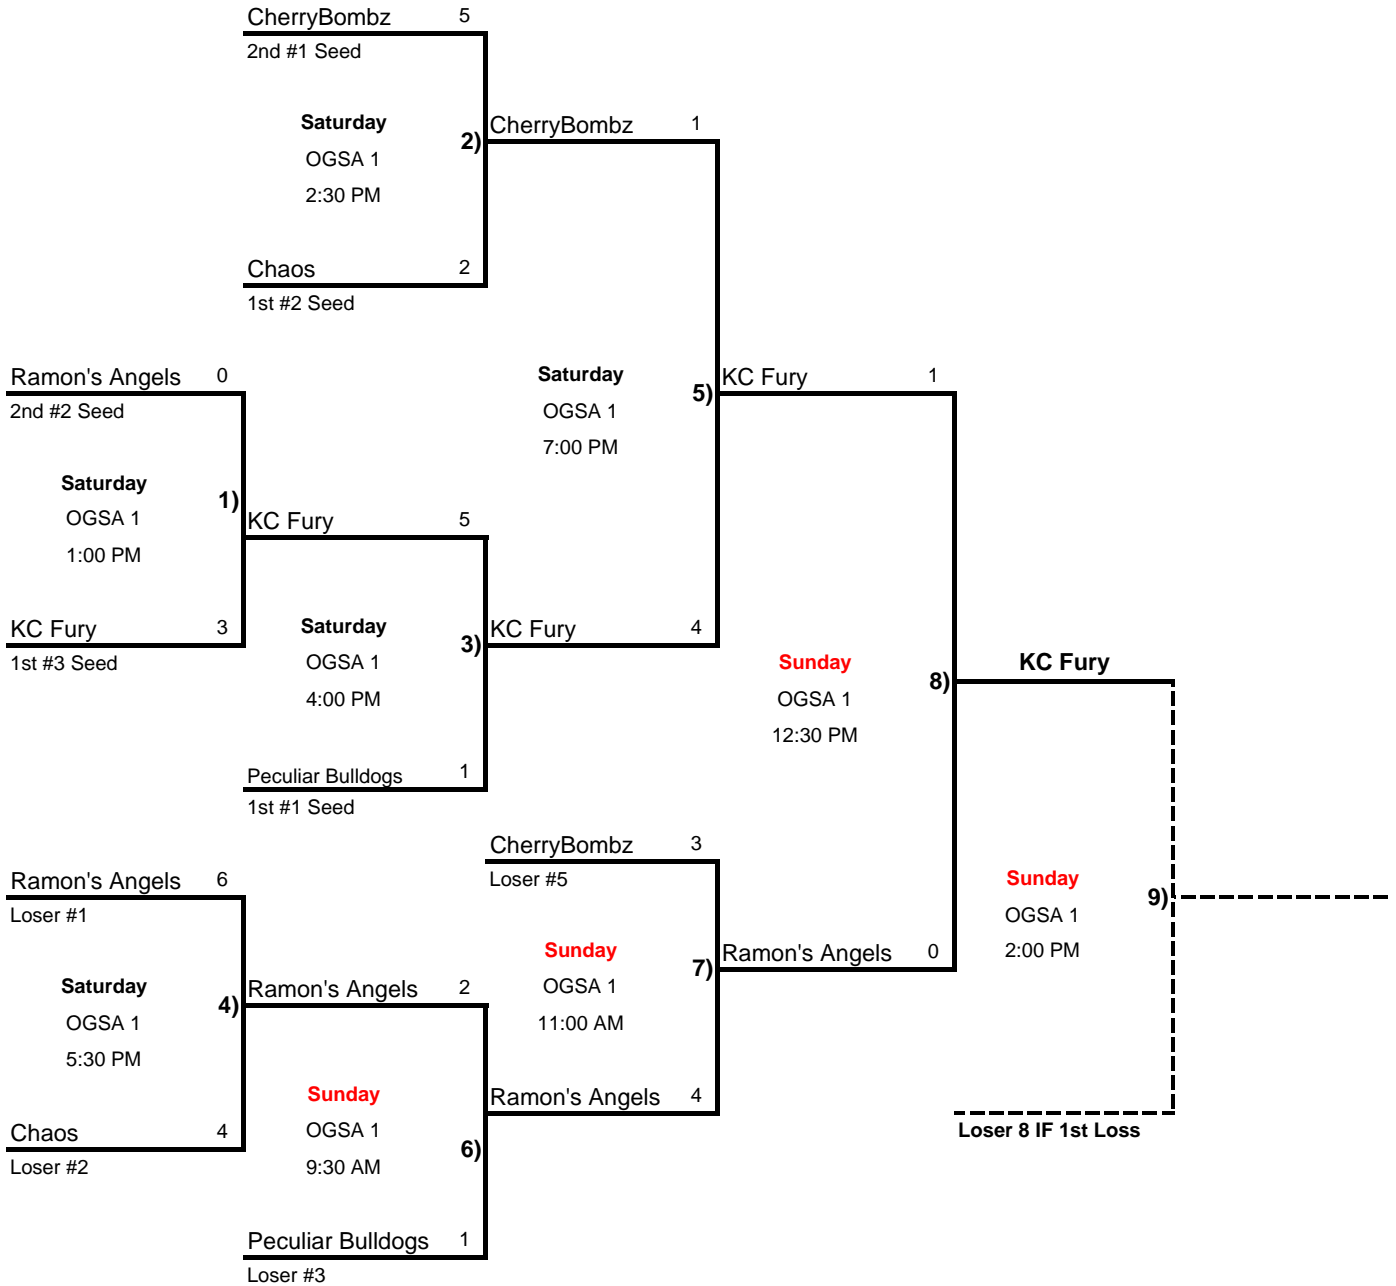 CherryBombz 5
2nd #1 Seed
Saturday
OGSA 1
2:30 PM
2)
CherryBombz 1
Chaos 2
1st #2 Seed
Ramon's Angels 0
2nd #2 Seed
Saturday
OGSA 1
7:00 PM
5)
KC Fury 1
Saturday
OGSA 1
1:00 PM
1)
KC Fury 5
KC Fury 3
1st #3 Seed
Saturday
OGSA 1
4:00 PM
3)
KC Fury 4
Sunday
OGSA 1
12:30 PM
8)
KC Fury
Peculiar Bulldogs 1
1st #1 Seed
CherryBombz 3
Loser #5
Ramon's Angels 6
Loser #1
Sunday
OGSA 1
2:00 PM
9)
Sunday
OGSA 1
11:00 AM
7)
Ramon's Angels 0
Saturday
OGSA 1
5:30 PM
4)
Ramon's Angels 2
Chaos 4
Loser #2
Sunday
OGSA 1
9:30 AM
6)
Ramon's Angels 4
Loser 8 IF 1st Loss
Peculiar Bulldogs 1
Loser #3